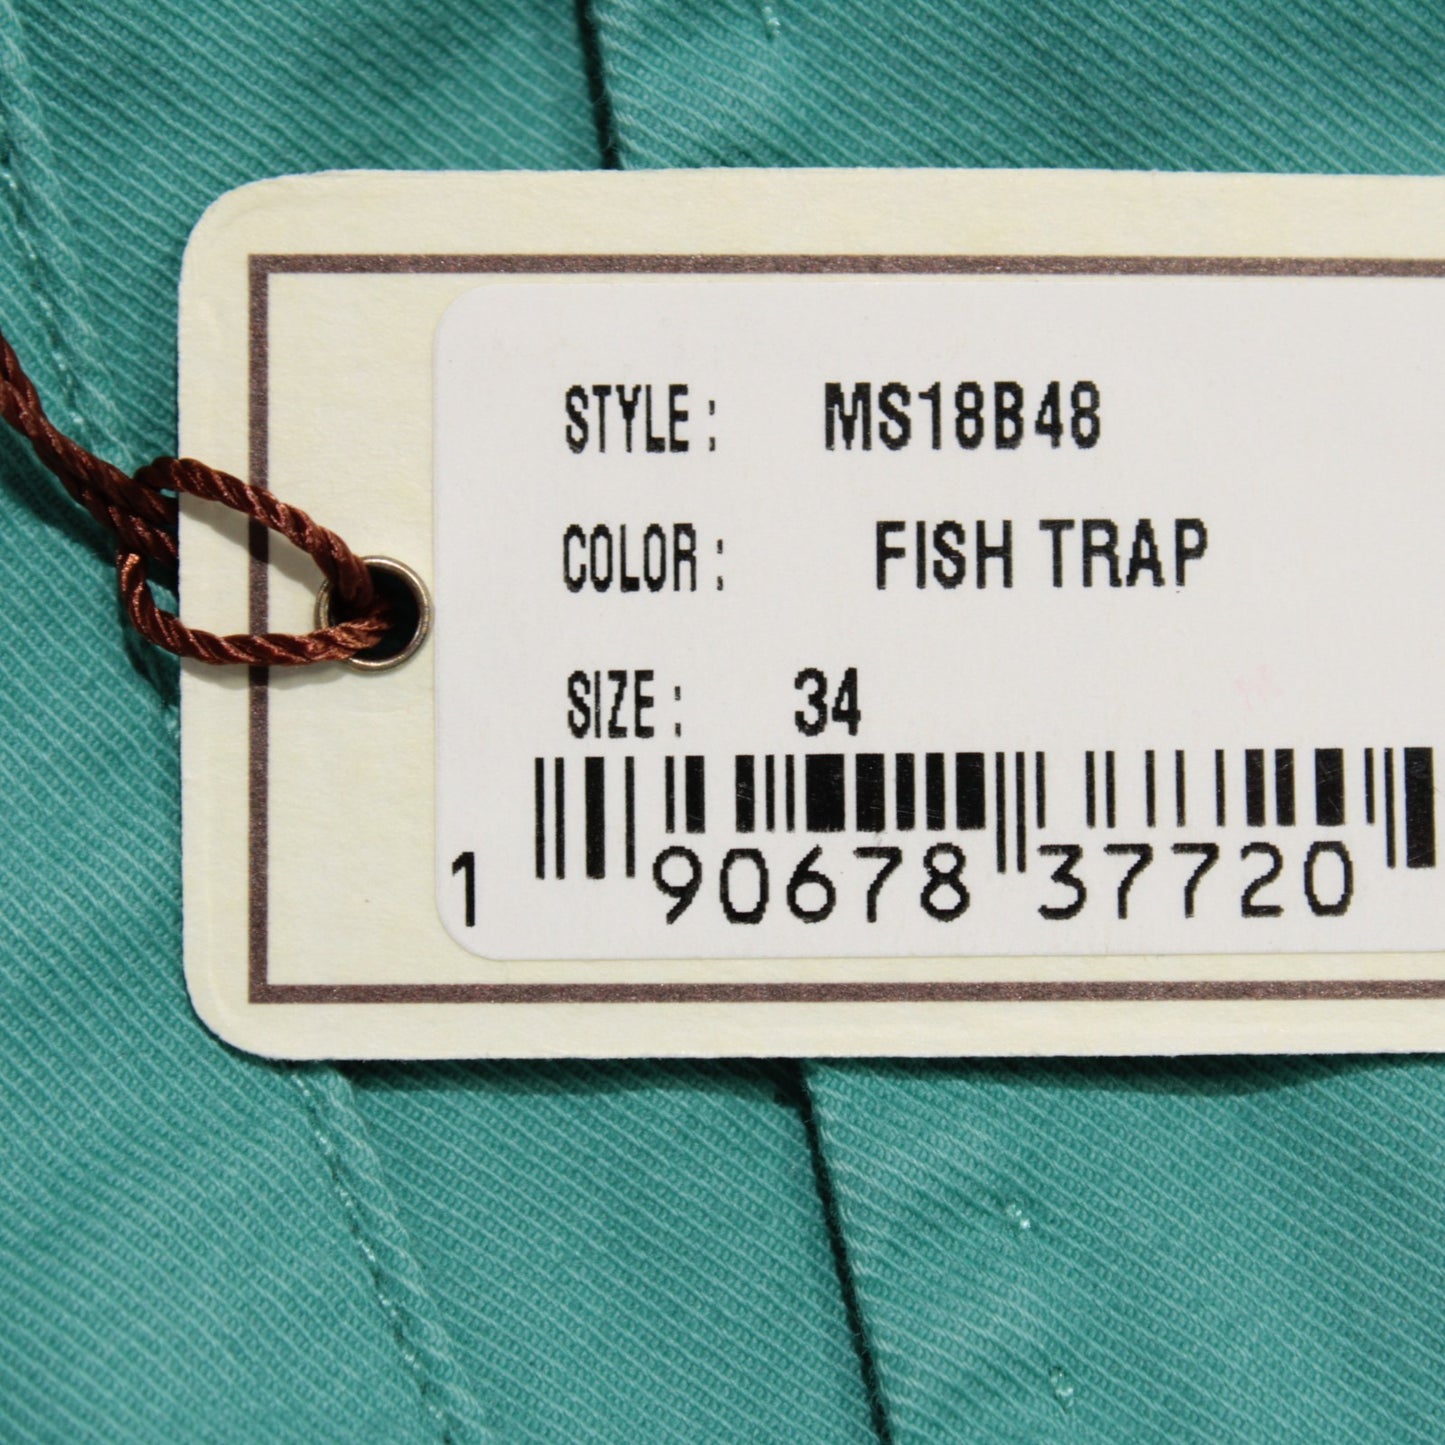 STYLE: MS18B48
COLOR: FISH TRAP
SIZE: 34
1 90678 37720